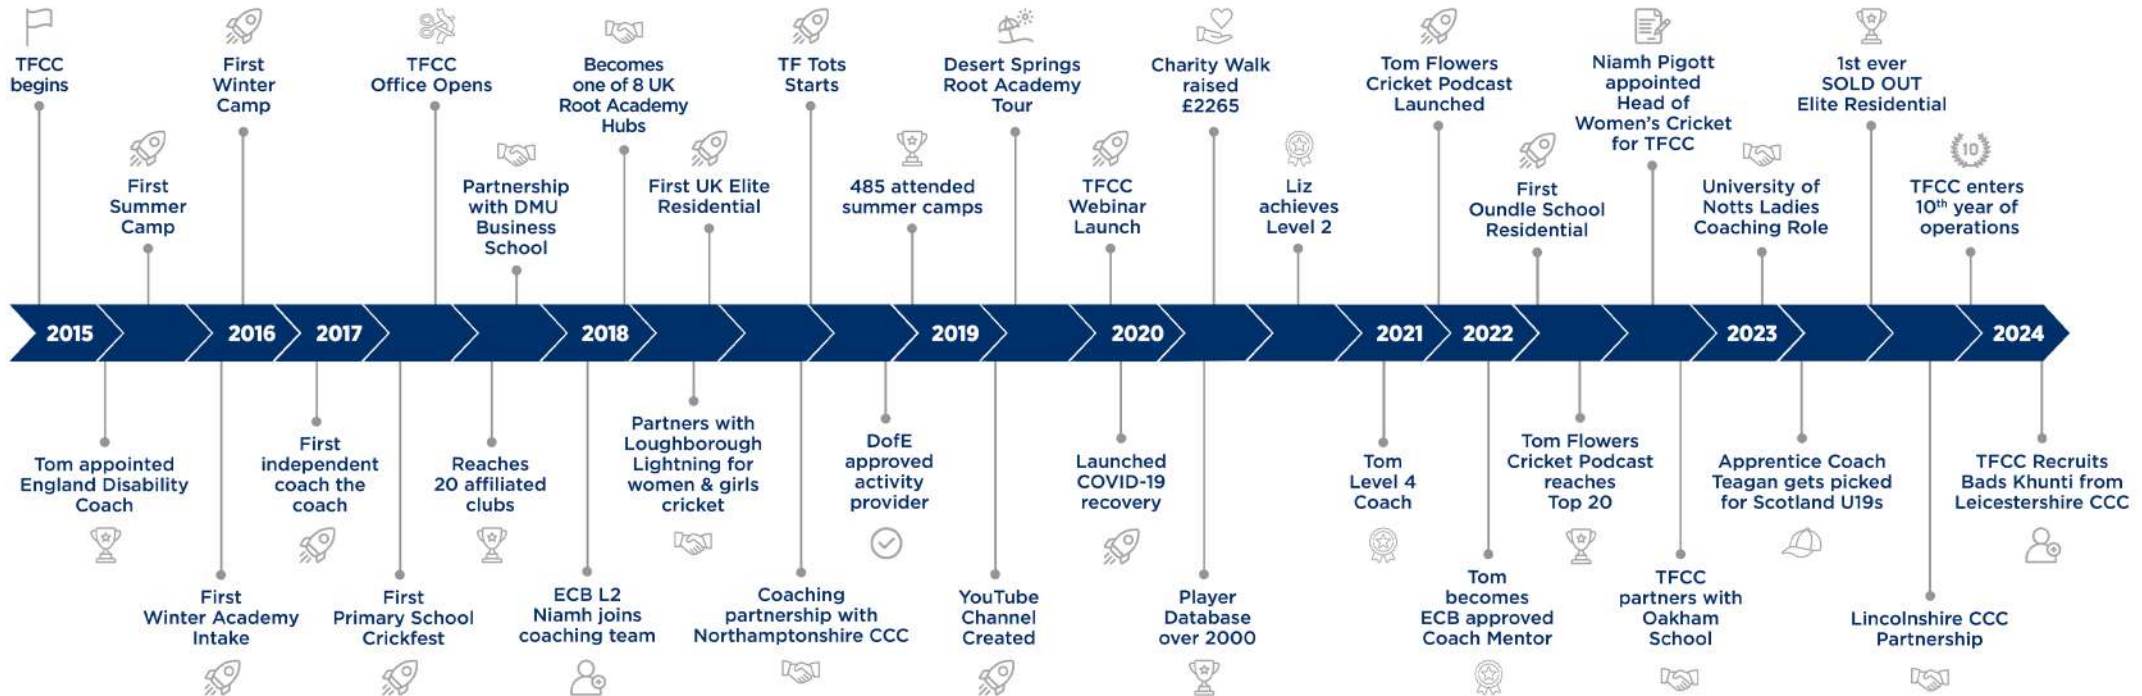 TFCC
begins
First
Summer
Camp
First
Winter
Camp
TFCC
Office Opens
Partnership
with DMU
Business
School
Becomes
one of 8 UK
Root Academy
Hubs
First UK Elite
Residential
TF Tots
Starts
485 attended
summer camps
Desert Springs
Root Academy
Tour
TFCC
Webinar
Launch
Charity Walk
raised
£2265
Liz
achieves
Level 2
Tom Flowers
Cricket Podcast
Launched
First
Oundle School
Residential
Niamh Pigott
appointed
Head of
Women's Cricket
for TFCC
University of
Notts Ladies
Coaching Role
1st ever
SOLD OUT
Elite Residential
10
TFCC enters
10th year of
operations
2015
2016
2017
2018
2019
2020
2021
2022
2023
2024
Tom appointed
England Disability
Coach
First
Winter Academy
Intake
First
independent
coach the
coach
First
Primary School
Crickfest
Reaches
20 affiliated
clubs
ECB L2
Niamh joins
coaching team
Partners with
Loughborough
Lightning for
women & girls
cricket
Coaching
partnership with
Northamptonshire CCC
DofE
approved
activity
provider
YouTube
Channel
Created
Launched
COVID-19
recovery
Player
Database
over 2000
Tom
Level 4
Coach
Tom
becomes
ECB approved
Coach Mentor
Tom Flowers
Cricket Podcast
reaches
Top 20
TFCC
partners with
Oakham
School
Apprentice Coach
Teagan gets picked
for Scotland U19s
Lincolnshire CCC
Partnership
TFCC Recruits
Bads Khunti from
Leicestershire CCC